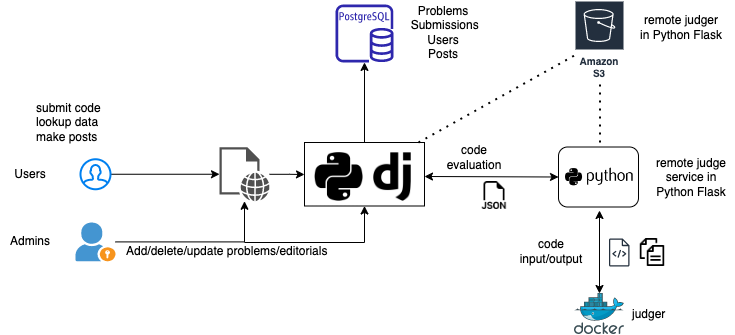 PostgreSQL
Problems
Submissions
Users
Posts
remote judger
in Python Flask
Amazon
S3
submit code
lookup data
make posts
Users
dj
code
evaluation
JSON
python
remote judge
service in
Python Flask
Admins
Add/delete/update problems/editorials
code
input/output
</>
docker
judger